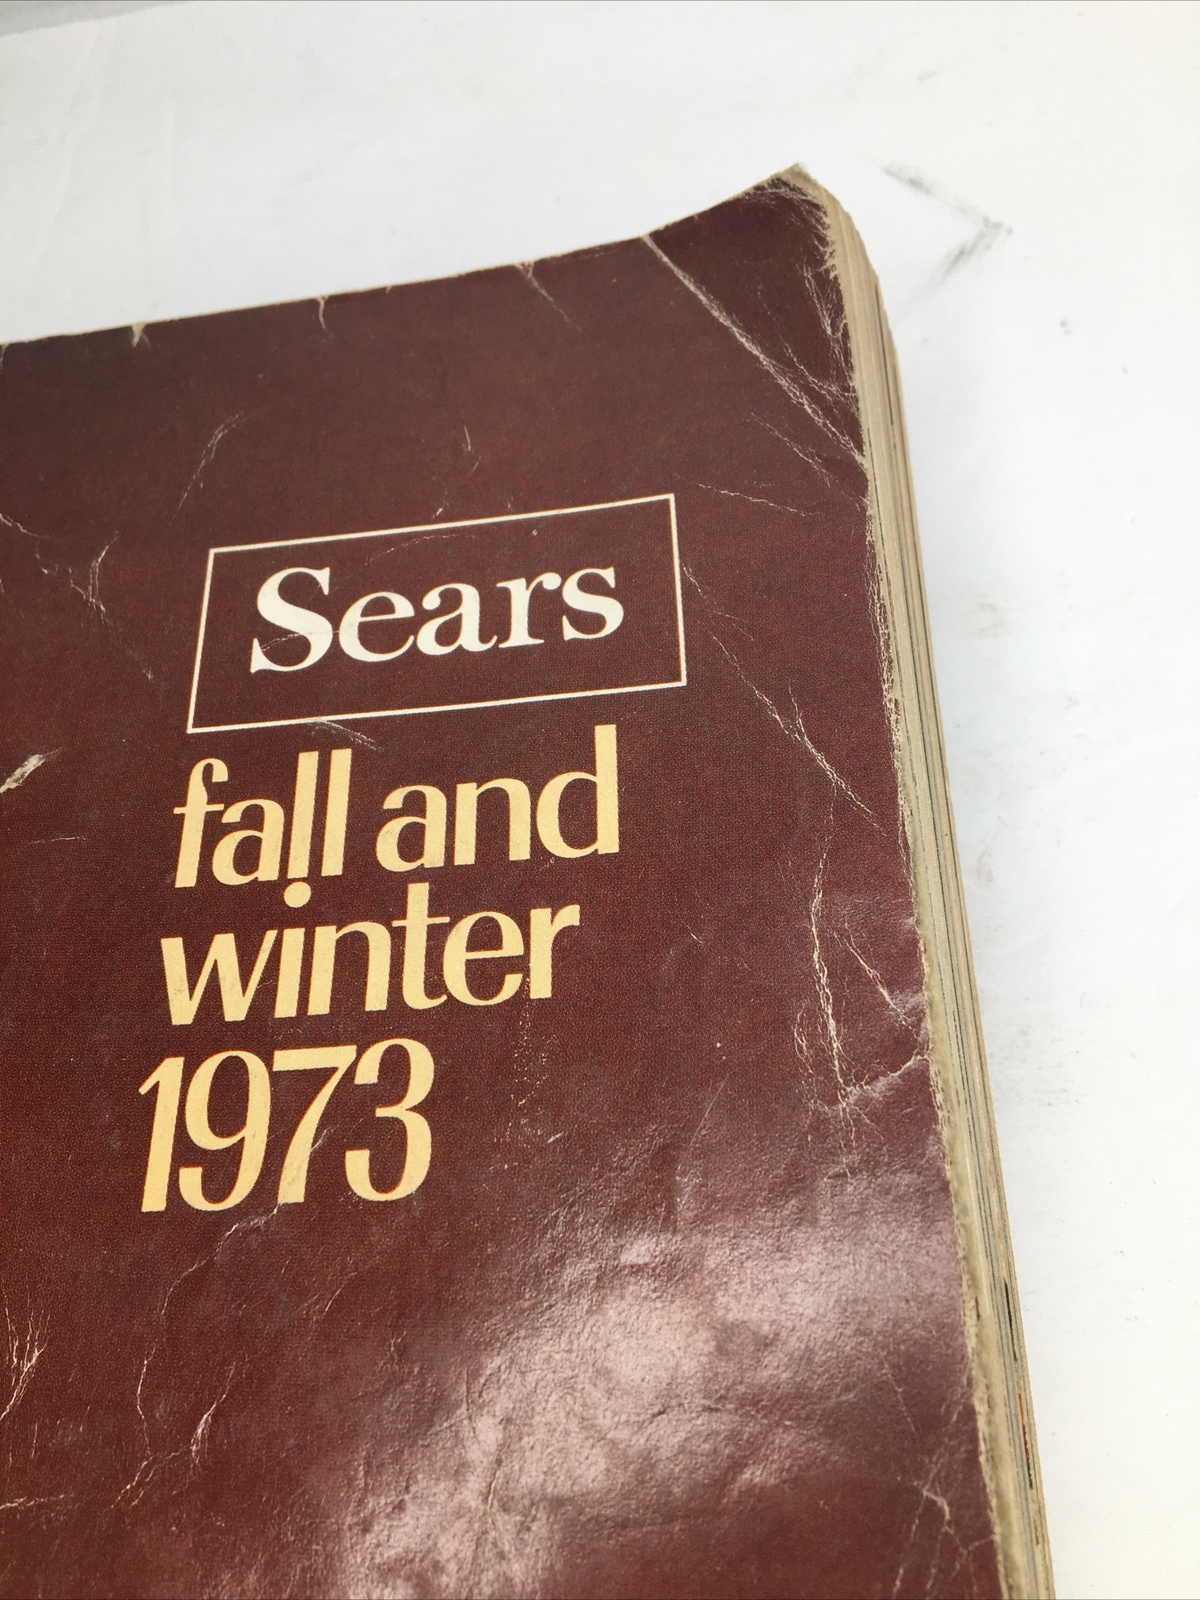 Sears
fall and
winter
1973